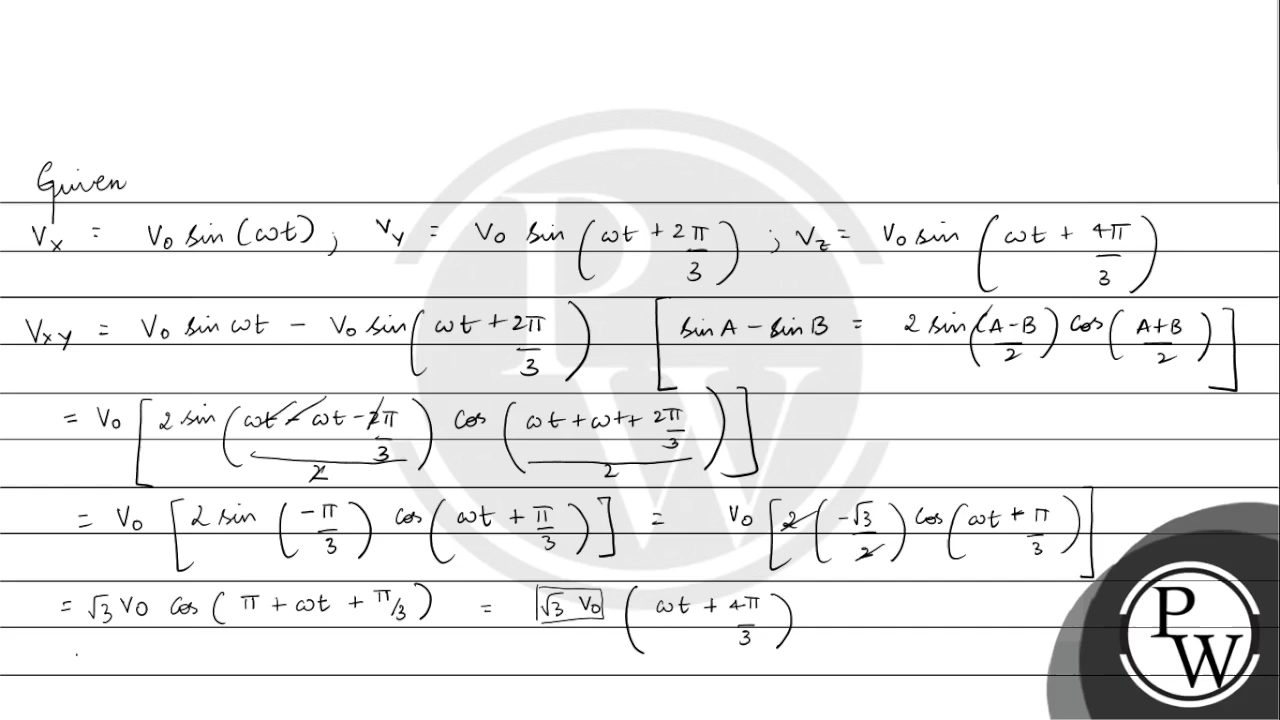 Given
Vx = V0 sin(ωt); Vy = V0 sin(ωt + 2π/3); Vz = V0 sin(ωt + 4π/3)
Vxy = V0 sin ωt - V0 sin(ωt + 2π/3) [sin A - sin B = 2 sin((A-B)/2) cos((A+B)/2)]
= V0 [2 sin((ωt - ωt - 2π/3)/2) cos((ωt + ωt + 2π/3)/2)]
= V0 [2 sin(-π/3) cos(ωt + π/3)] = V0 [2(-√3/2) cos(ωt + π/3)]
= √3 V0 cos(π + ωt + π/3) = √3 V0 (ωt + 4π/3)
PW
PW